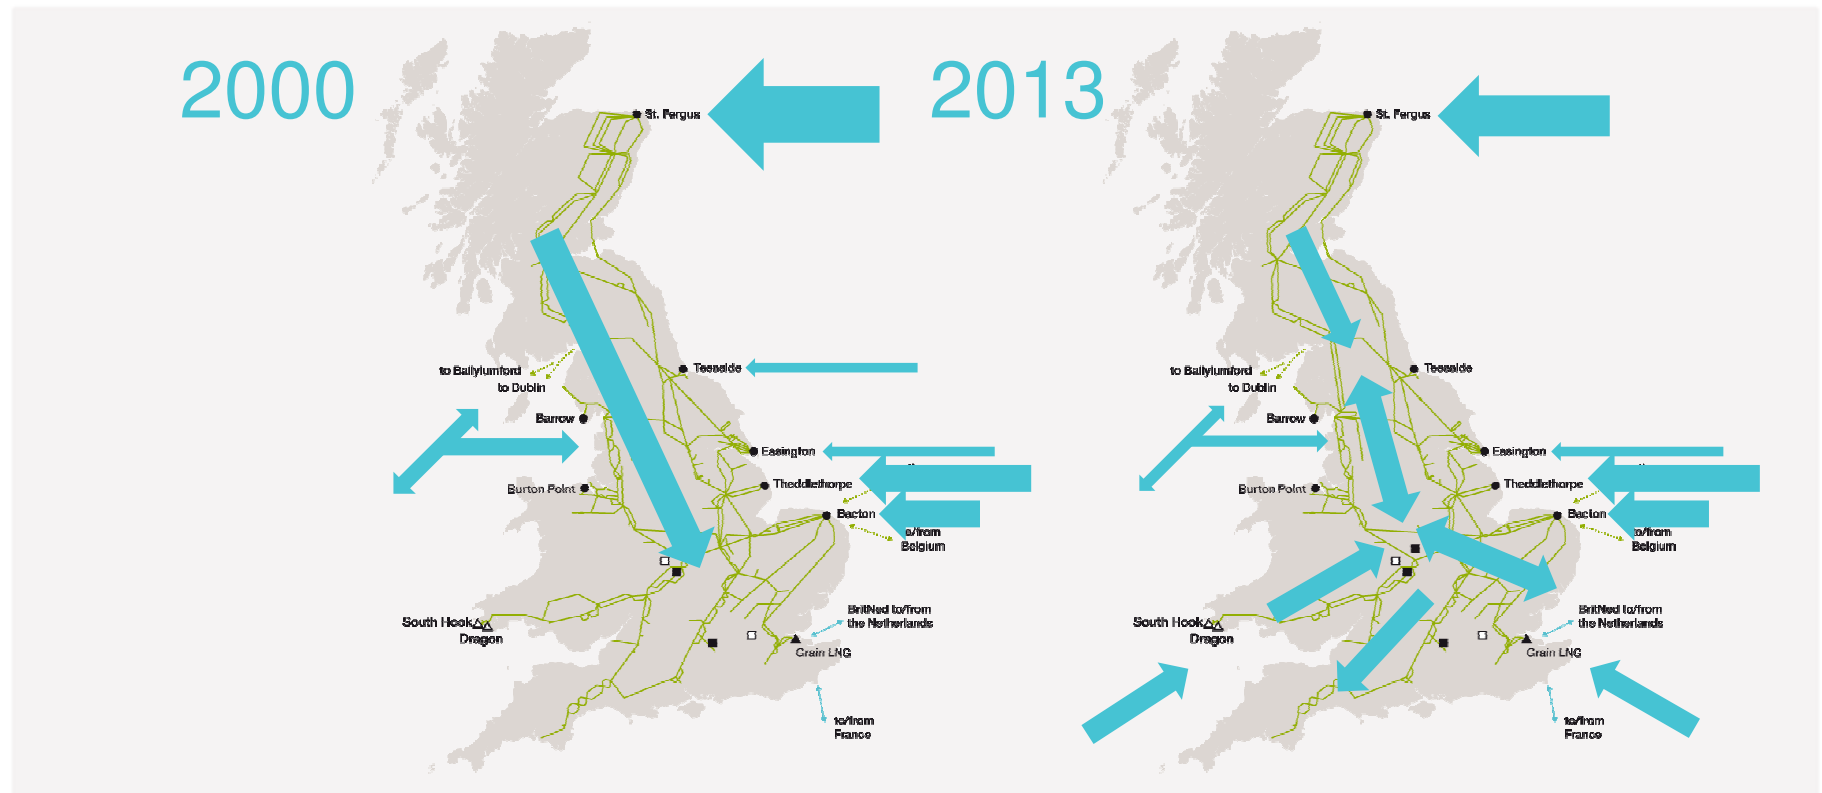 2000
St. Fergus
Teesside
to Ballylumford
to Dublin
Barrow
Easington
Theddlethorpe
Burton Point
Bacton
to/from
Belgium
BritNed to/from
the Netherlands
South Hook
Dragon
Grain LNG
to/from
France
2013
St. Fergus
Teesside
to Ballylumford
to Dublin
Barrow
Easington
Theddlethorpe
Burton Point
Bacton
to/from
Belgium
BritNed to/from
the Netherlands
South Hook
Dragon
Grain LNG
to/from
France